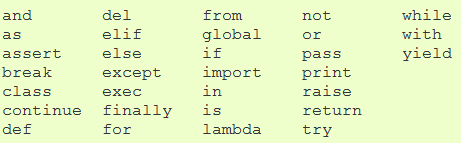 and del from not while
as elif global or with
assert else if pass yield
break except import print
class exec in raise
continue finally is return
def for lambda try